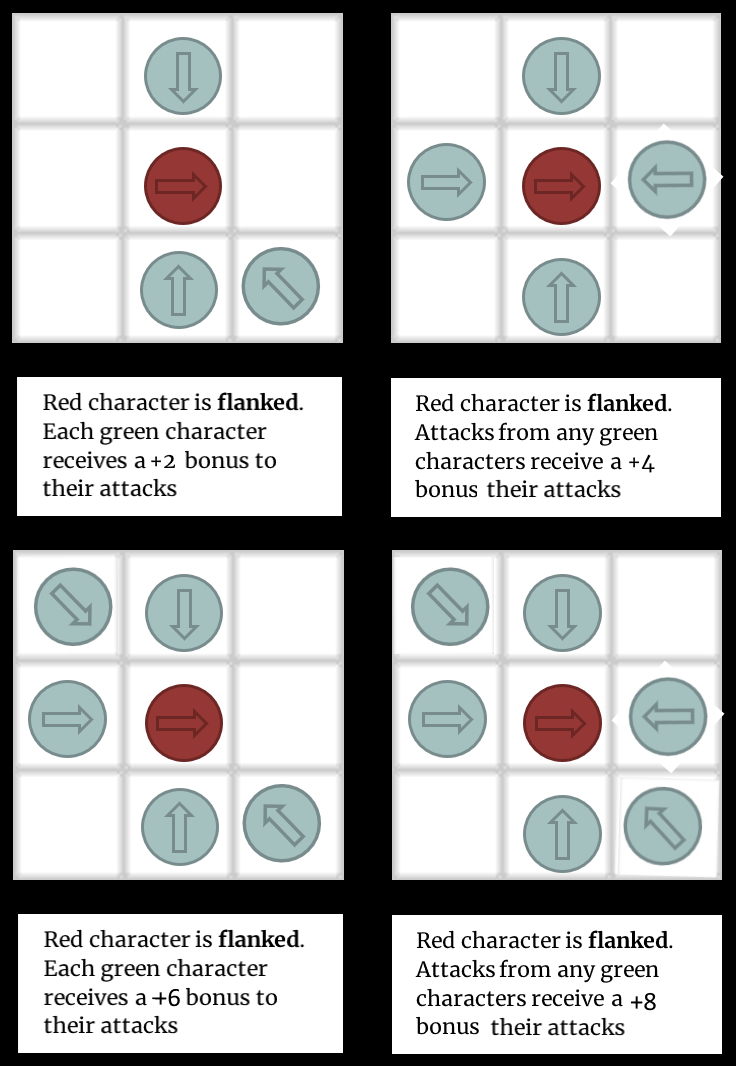 Red character is flanked.
Each green character
receives a +2 bonus to
their attacks
Red character is flanked.
Attacks from any green
characters receive a +4
bonus their attacks
Red character is flanked.
Each green character
receives a +6 bonus to
their attacks
Red character is flanked.
Attacks from any green
characters receive a +8
bonus their attacks